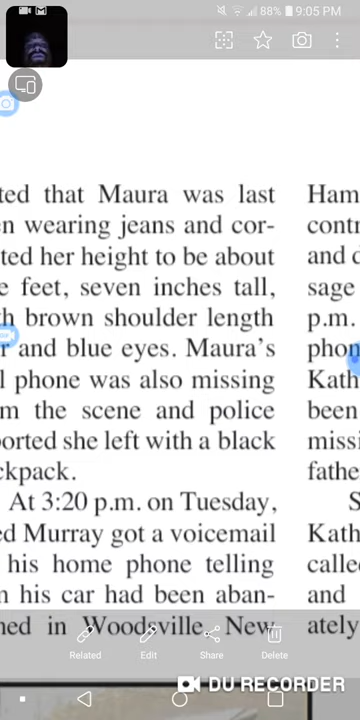 88% 9:05 PM
ted that Maura was last
n wearing jeans and cor-
ted her height to be about
e feet, seven inches tall,
h brown shoulder length
r and blue eyes. Maura's
l phone was also missing
m the scene and police
orted she left with a black
ckpack.
At 3:20 p.m. on Tuesday,
ed Murray got a voicemail
his home phone telling
n his car had been aban-
ned in Woodsville, New
Ham
contr
and d
sage
p.m.
phon
Kath
been
missi
fathe
S
Kath
calle
and
ately
Related Edit Share Delete
DU RECORDER